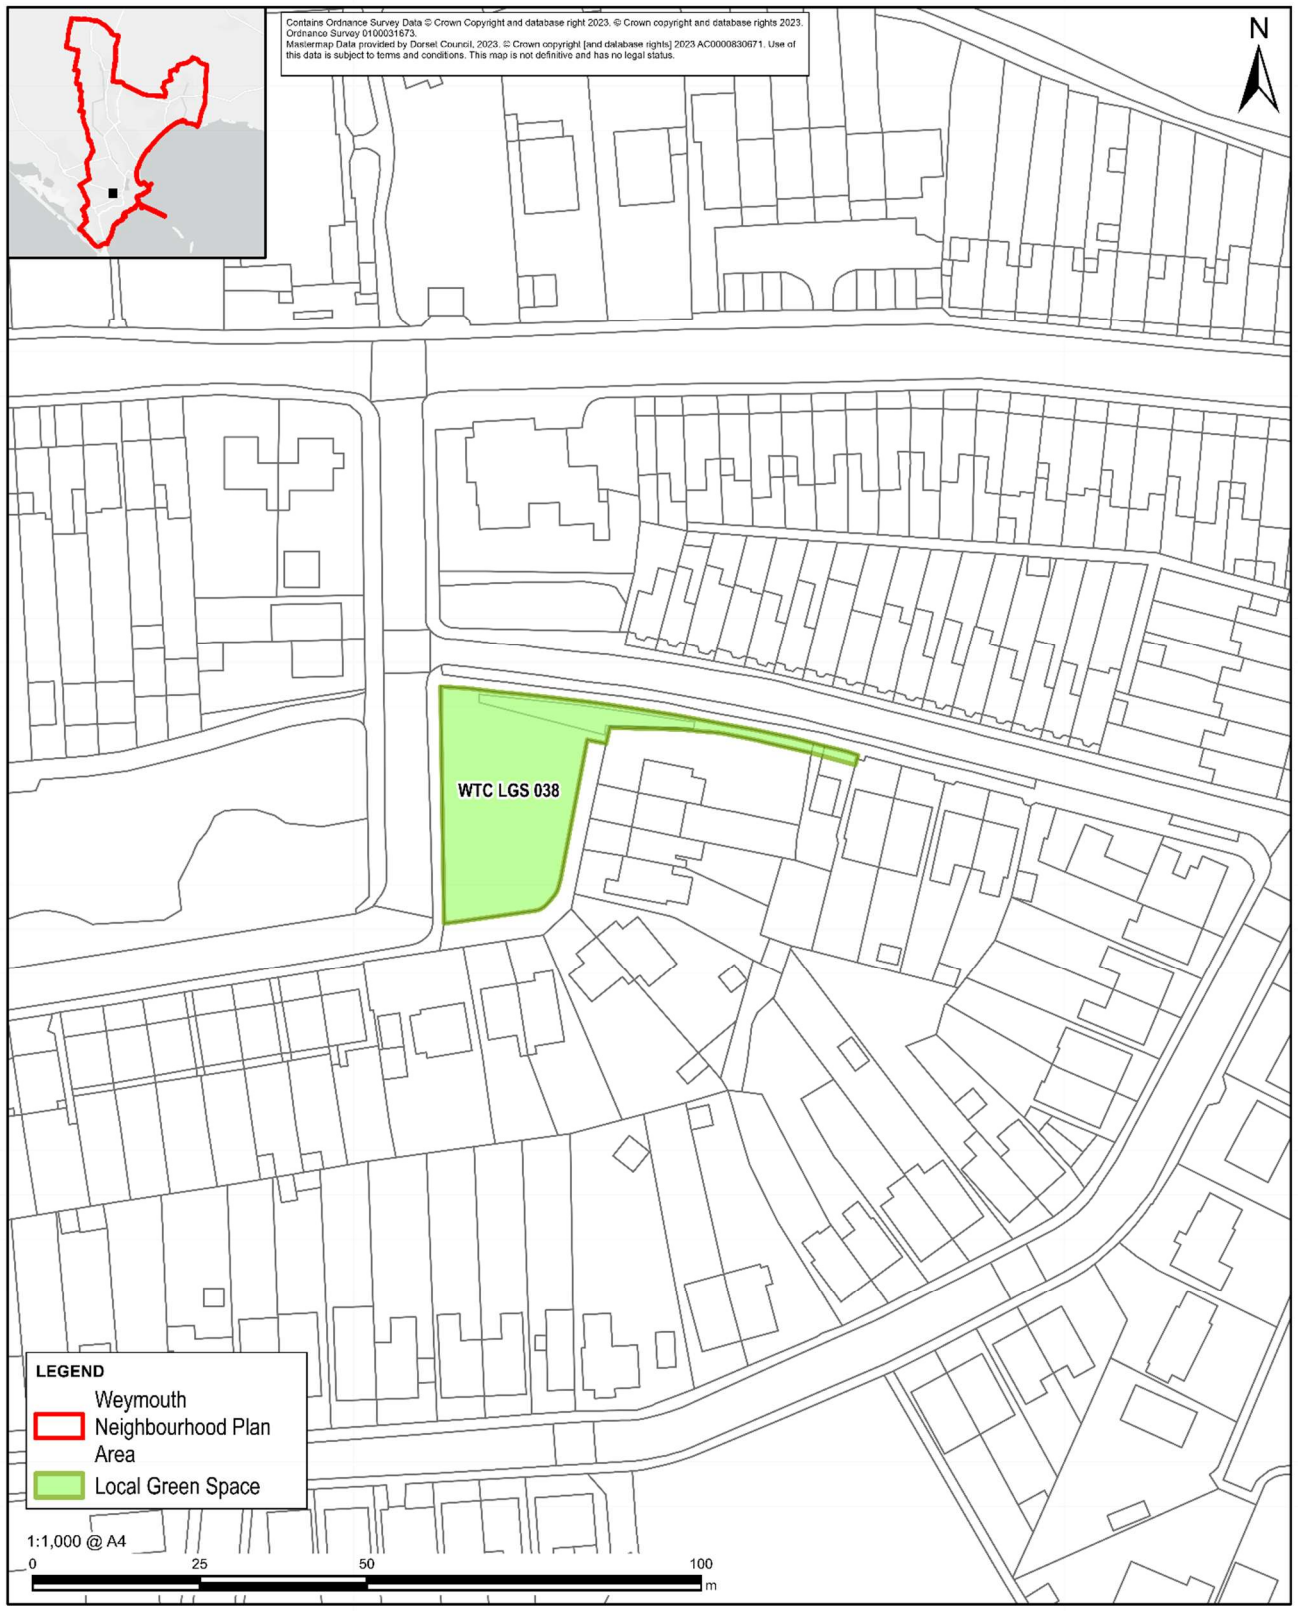 Contains Ordnance Survey Data © Crown Copyright and database right 2023. © Crown copyright and database rights 2023.
Ordnance Survey 0100031673.
Mastermap Data provided by Dorset Council, 2023. © Crown copyright [and database rights] 2023 AC0000830671. Use of
this data is subject to terms and conditions. This map is not definitive and has no legal status.
N
WTC LGS 038
LEGEND
Weymouth
Neighbourhood Plan
Area
Local Green Space
1:1,000 @ A4
0 25 50 100
m